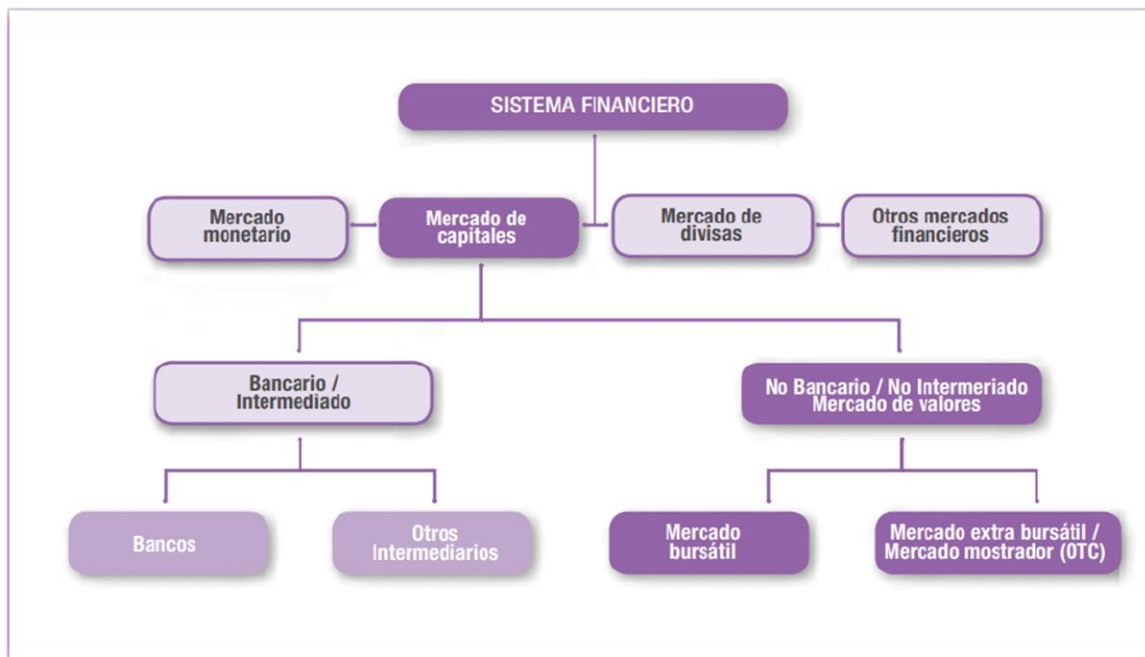 SISTEMA FINANCIERO
Mercado
monetario
Mercado de
capitales
Mercado de
divisas
Otros mercados
financieros
Bancario /
Intermediado
No Bancario / No Intermeriado
Mercado de valores
Bancos
Otros
Intermediarios
Mercado
bursátil
Mercado extra bursátil /
Mercado mostrador (OTC)